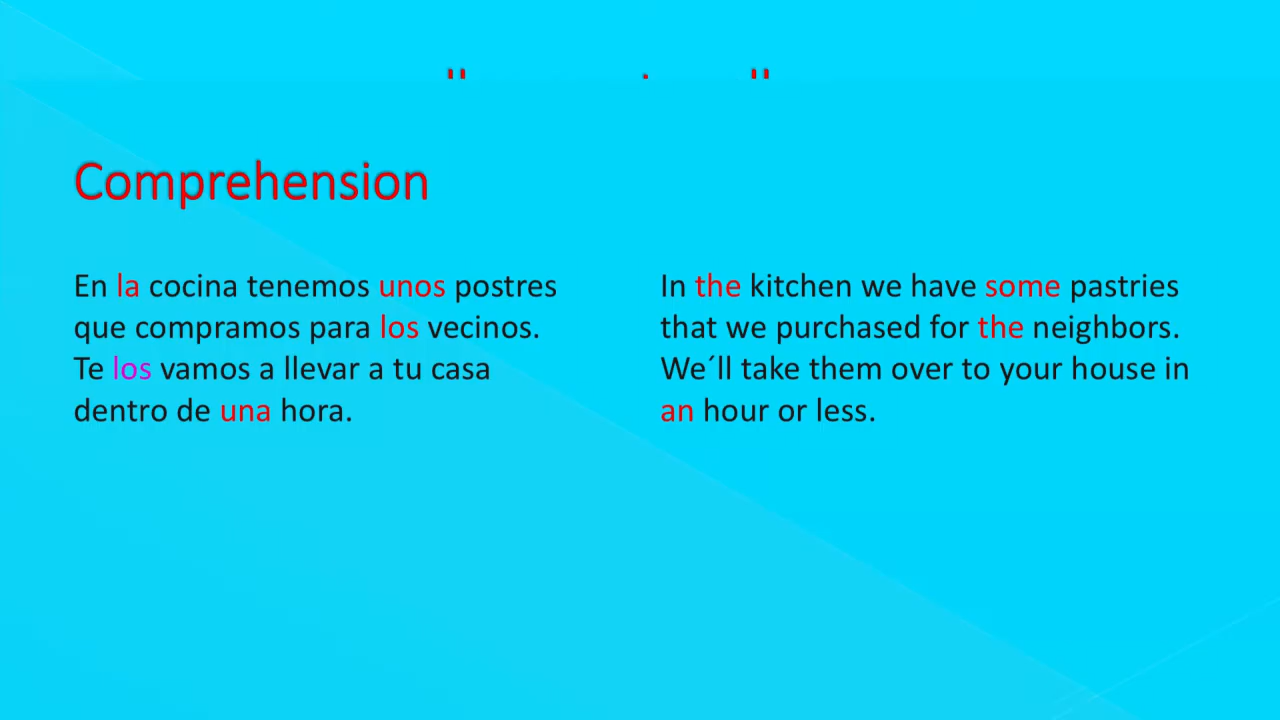 Comprehension
En la cocina tenemos unos postres
que compramos para los vecinos.
Te los vamos a llevar a tu casa
dentro de una hora.
In the kitchen we have some pastries
that we purchased for the neighbors.
We´ll take them over to your house in
an hour or less.